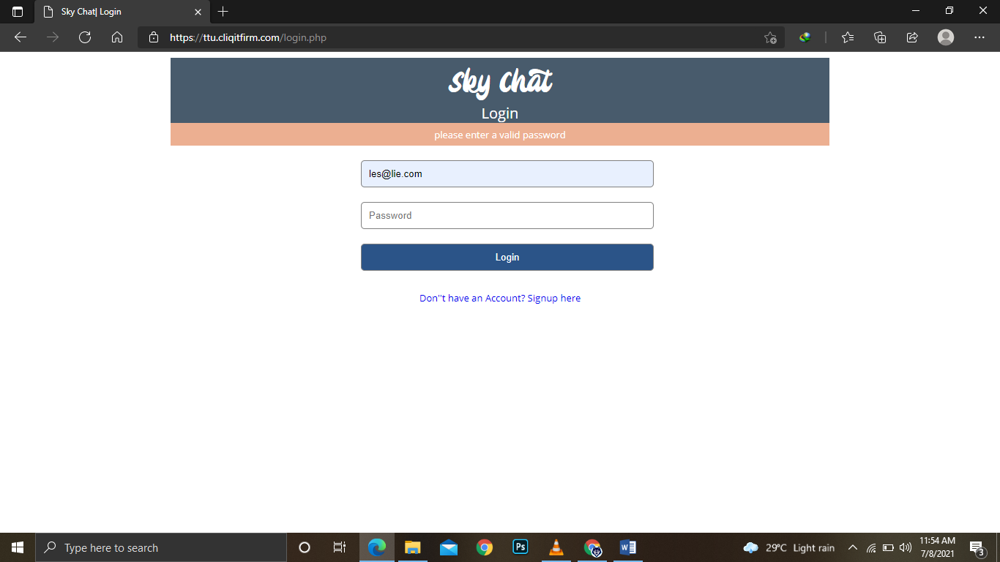 Sky Chat| Login
https://ttu.cliqitfirm.com/login.php
Sky Chat
Login
please enter a valid password
les@lie.com
Password
Login
Don''t have an Account? Signup here
Type here to search
Ps
W
29°C Light rain
11:54 AM
7/8/2021
3